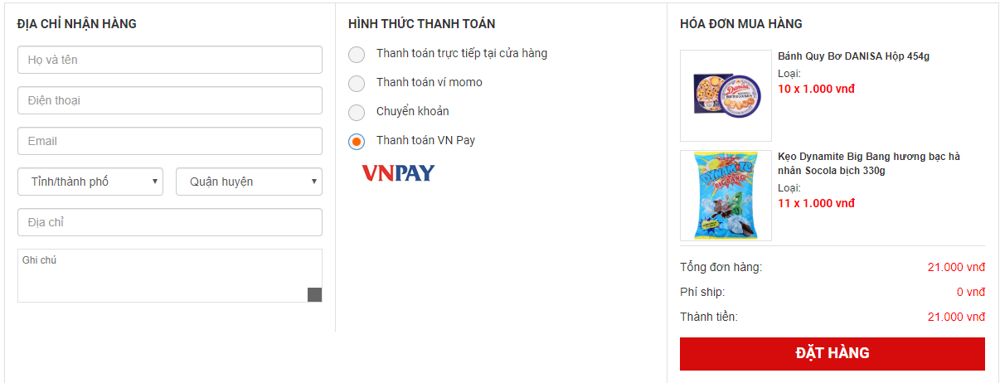 ĐỊA CHỈ NHẬN HÀNG
Họ và tên
Điện thoại
Email
Tỉnh/thành phố
Quận huyện
Địa chỉ
Ghi chú
HÌNH THỨC THANH TOÁN
Thanh toán trực tiếp tại cửa hàng
Thanh toán ví momo
Chuyển khoản
Thanh toán VN Pay
VNPAY
HÓA ĐƠN MUA HÀNG
Danisa
Bánh Quy Bơ DANISA Hộp 454g
Loại:
10 x 1.000 vnđ
DYNAMITE
BIGBANG
Kẹo Dynamite Big Bang hương bạc hà
nhân Socola bịch 330g
Loại:
11 x 1.000 vnđ
Tổng đơn hàng: 21.000 vnđ
Phí ship: 0 vnđ
Thành tiền: 21.000 vnđ
ĐẶT HÀNG